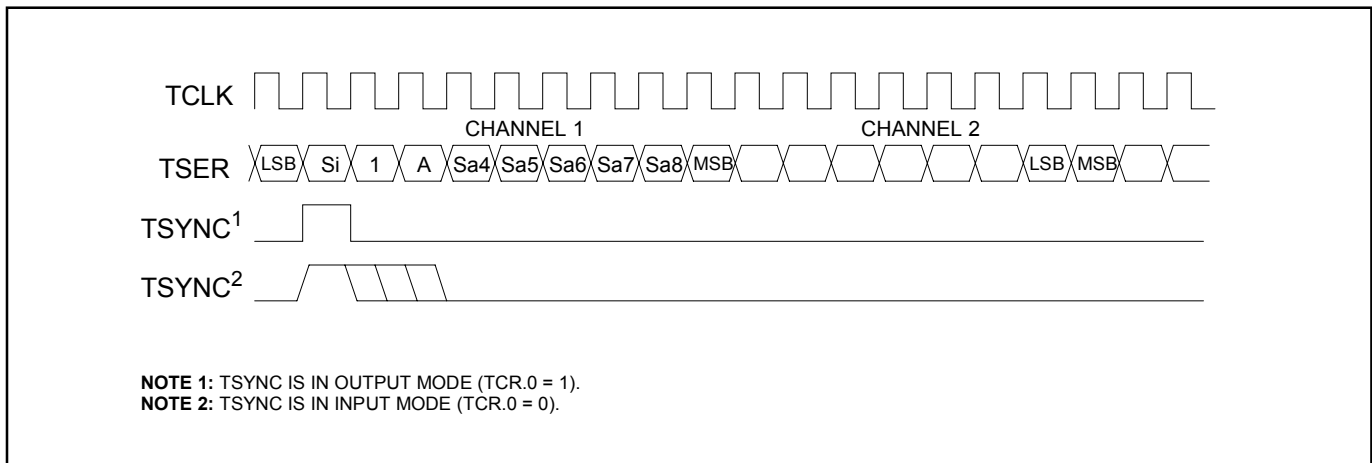 TCLK
CHANNEL 1 CHANNEL 2
TSER LSB Si 1 A Sa4 Sa5 Sa6 Sa7 Sa8 MSB LSB MSB
TSYNC1
TSYNC2
NOTE 1: TSYNC IS IN OUTPUT MODE (TCR.0 = 1).
NOTE 2: TSYNC IS IN INPUT MODE (TCR.0 = 0).